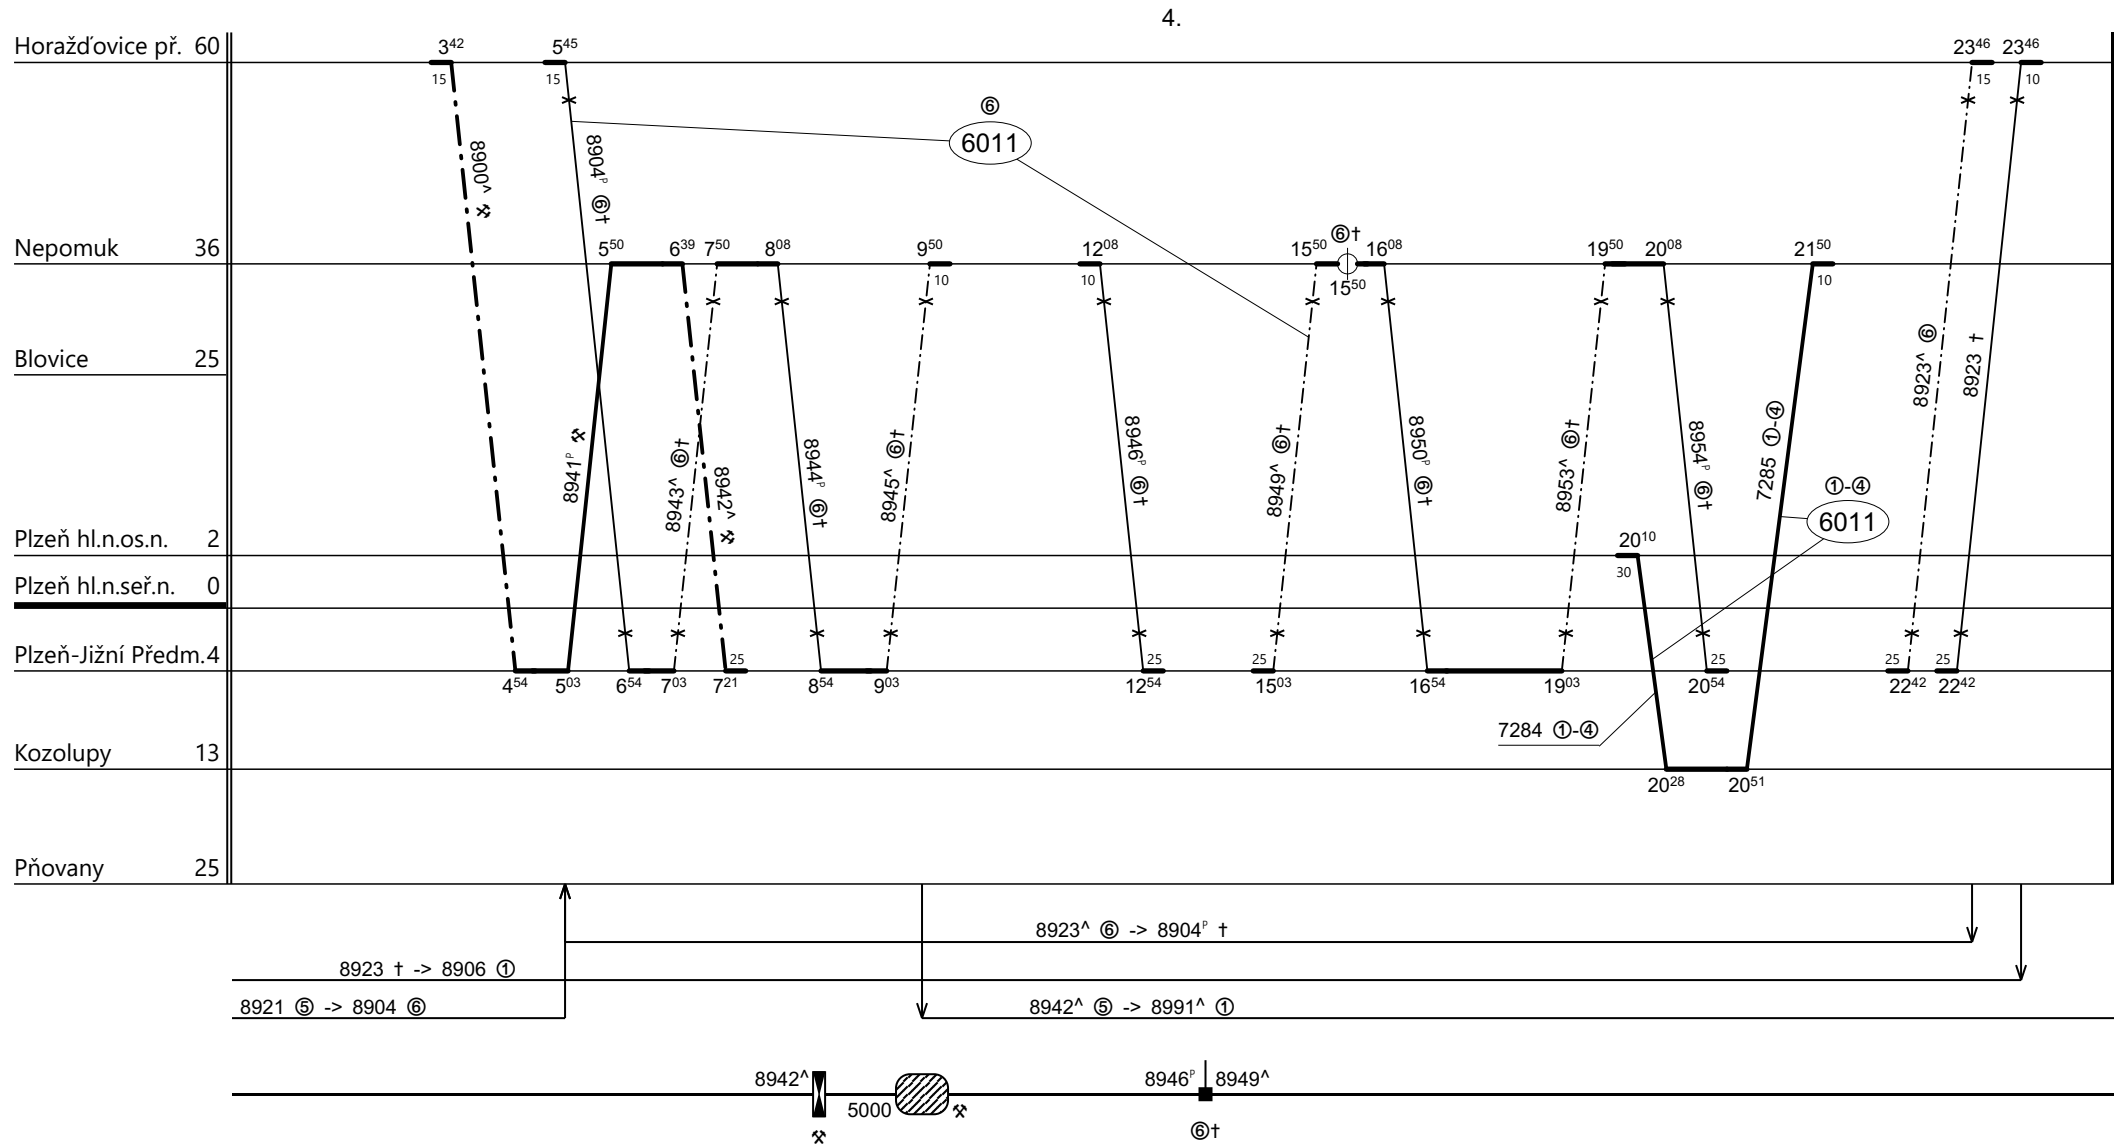 4.
Horažďovice př. 60
3⁴² 5⁴⁵ 23⁴⁶ 23⁴⁶
15 15 15 10
⑥
6011
8900^ ⚒
8904ᴾ ⑥†
Nepomuk 36
5⁵⁰ 6³⁹ 7⁵⁰ 8⁰⁸ 9⁵⁰ 12⁰⁸ 15⁵⁰ ⑥† 16⁰⁸ 19⁵⁰ 20⁰⁸ 21⁵⁰
10 10 15⁵⁰ 10
Blovice 25
8941ᴾ ⚒
8943^ ⑥†
8942^ ⚒
8944ᴾ ⑥†
8945^ ⑥†
8946ᴾ ⑥†
8949^ ⑥†
8950ᴾ ⑥†
8953^ ⑥†
8954ᴾ ⑥†
7285 ①-④
8923^ ⑥
8923 †
①-④
6011
Plzeň hl.n.os.n. 2
20¹⁰
30
Plzeň hl.n.seř.n. 0
Plzeň-Jižní Předm. 4
25 25 25 25 25 25
4⁵⁴ 5⁰³ 6⁵⁴ 7⁰³ 7²¹ 8⁵⁴ 9⁰³ 12⁵⁴ 15⁰³ 16⁵⁴ 19⁰³ 20⁵⁴ 22⁴² 22⁴²
7284 ①-④
Kozolupy 13
20²⁸ 20⁵¹
Pňovany 25
8923^ ⑥ -> 8904ᴾ †
8923 † -> 8906 ①
8921 ⑤ -> 8904 ⑥
8942^ ⑤ -> 8991^ ①
8942^ 8946ᴾ 8949^
5000 ⚒
⚒ ⑥†